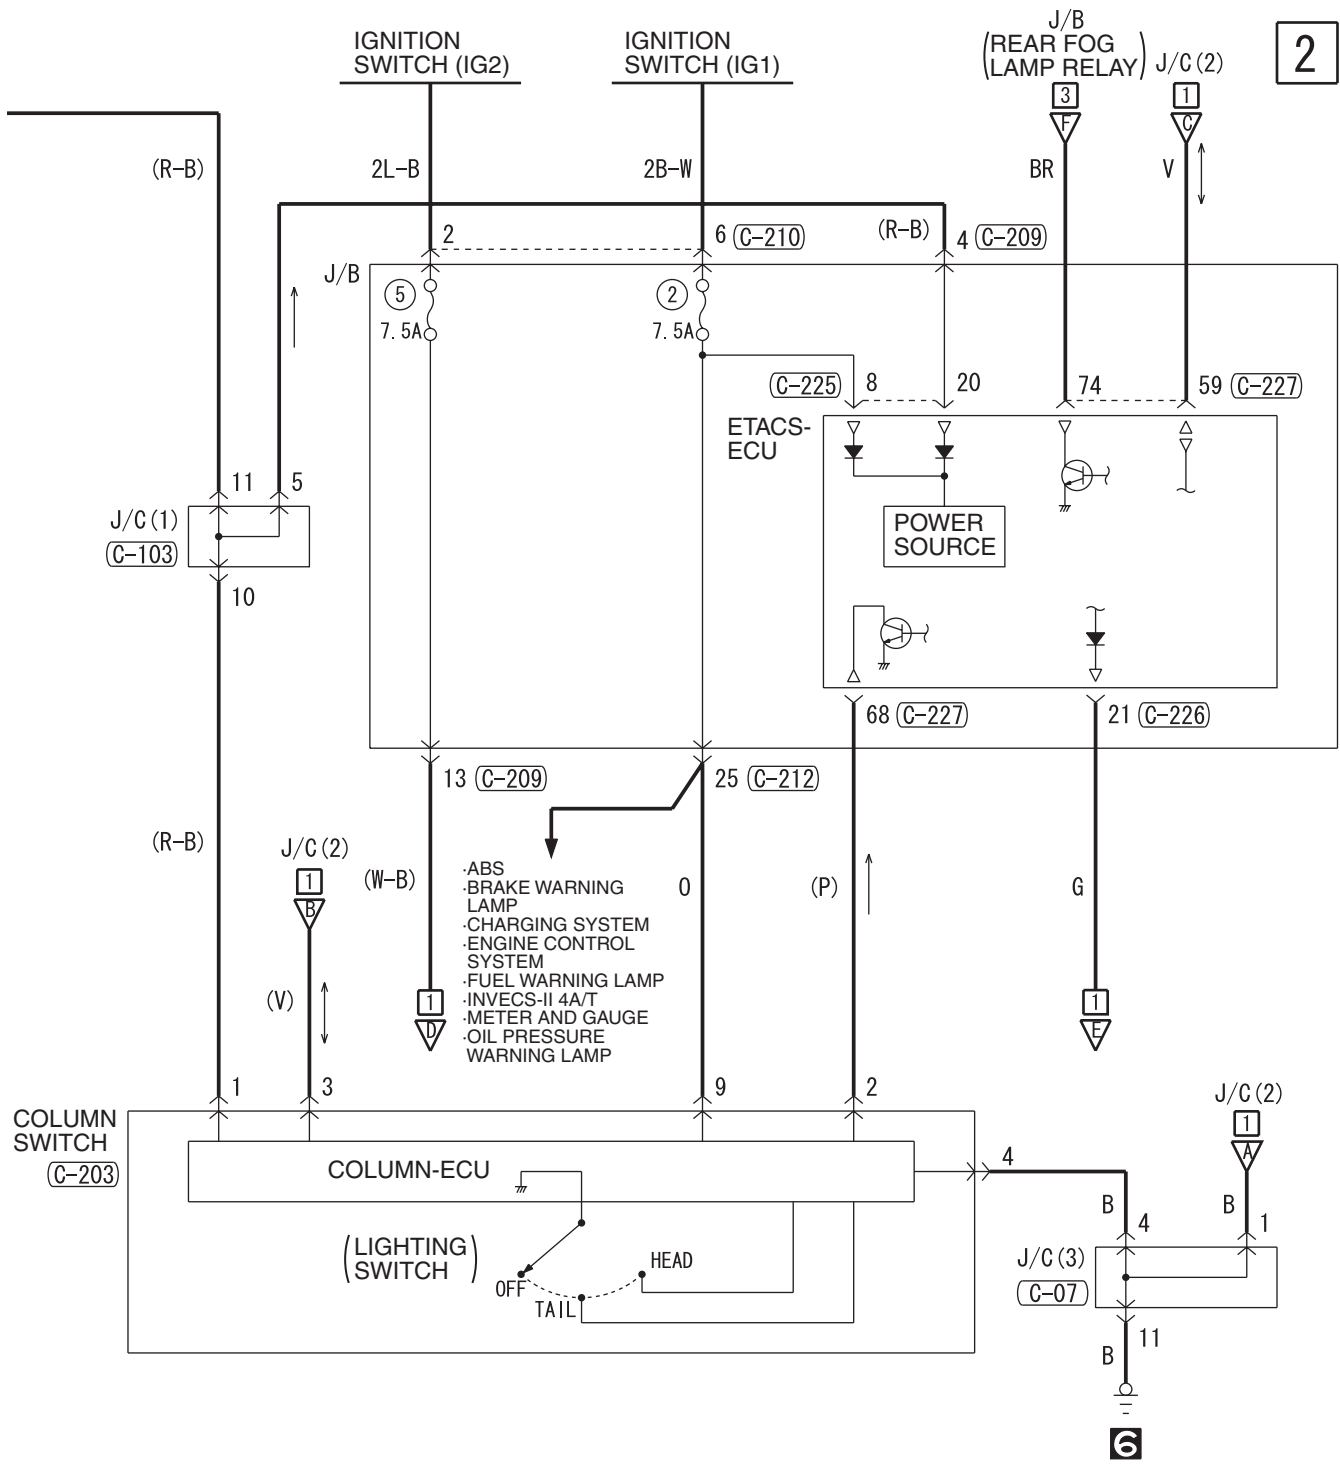 J/B
(REAR FOG
LAMP RELAY)
J/C(2)
2
IGNITION
SWITCH (IG2)
IGNITION
SWITCH (IG1)
3
F
1
C
(R-B)
2L-B
2B-W
BR
V
2
6 (C-210)
(R-B)
4 (C-209)
J/B
5
7.5A
2
7.5A
(C-225)
8
20
74
59 (C-227)
ETACS-
ECU
11
5
J/C(1)
(C-103)
10
POWER
SOURCE
68 (C-227)
21 (C-226)
13 (C-209)
25 (C-212)
(R-B)
J/C(2)
1
B
(W-B)
·ABS
·BRAKE WARNING
LAMP
·CHARGING SYSTEM
·ENGINE CONTROL
SYSTEM
·FUEL WARNING LAMP
·INVECS-II 4A/T
·METER AND GAUGE
·OIL PRESSURE
WARNING LAMP
O
(P)
G
(V)
1
D
1
E
1
3
9
2
COLUMN
SWITCH
(C-203)
COLUMN-ECU
4
J/C(2)
1
A
B
4
B
1
(LIGHTING
SWITCH)
OFF
TAIL
HEAD
J/C(3)
(C-07)
11
B
6